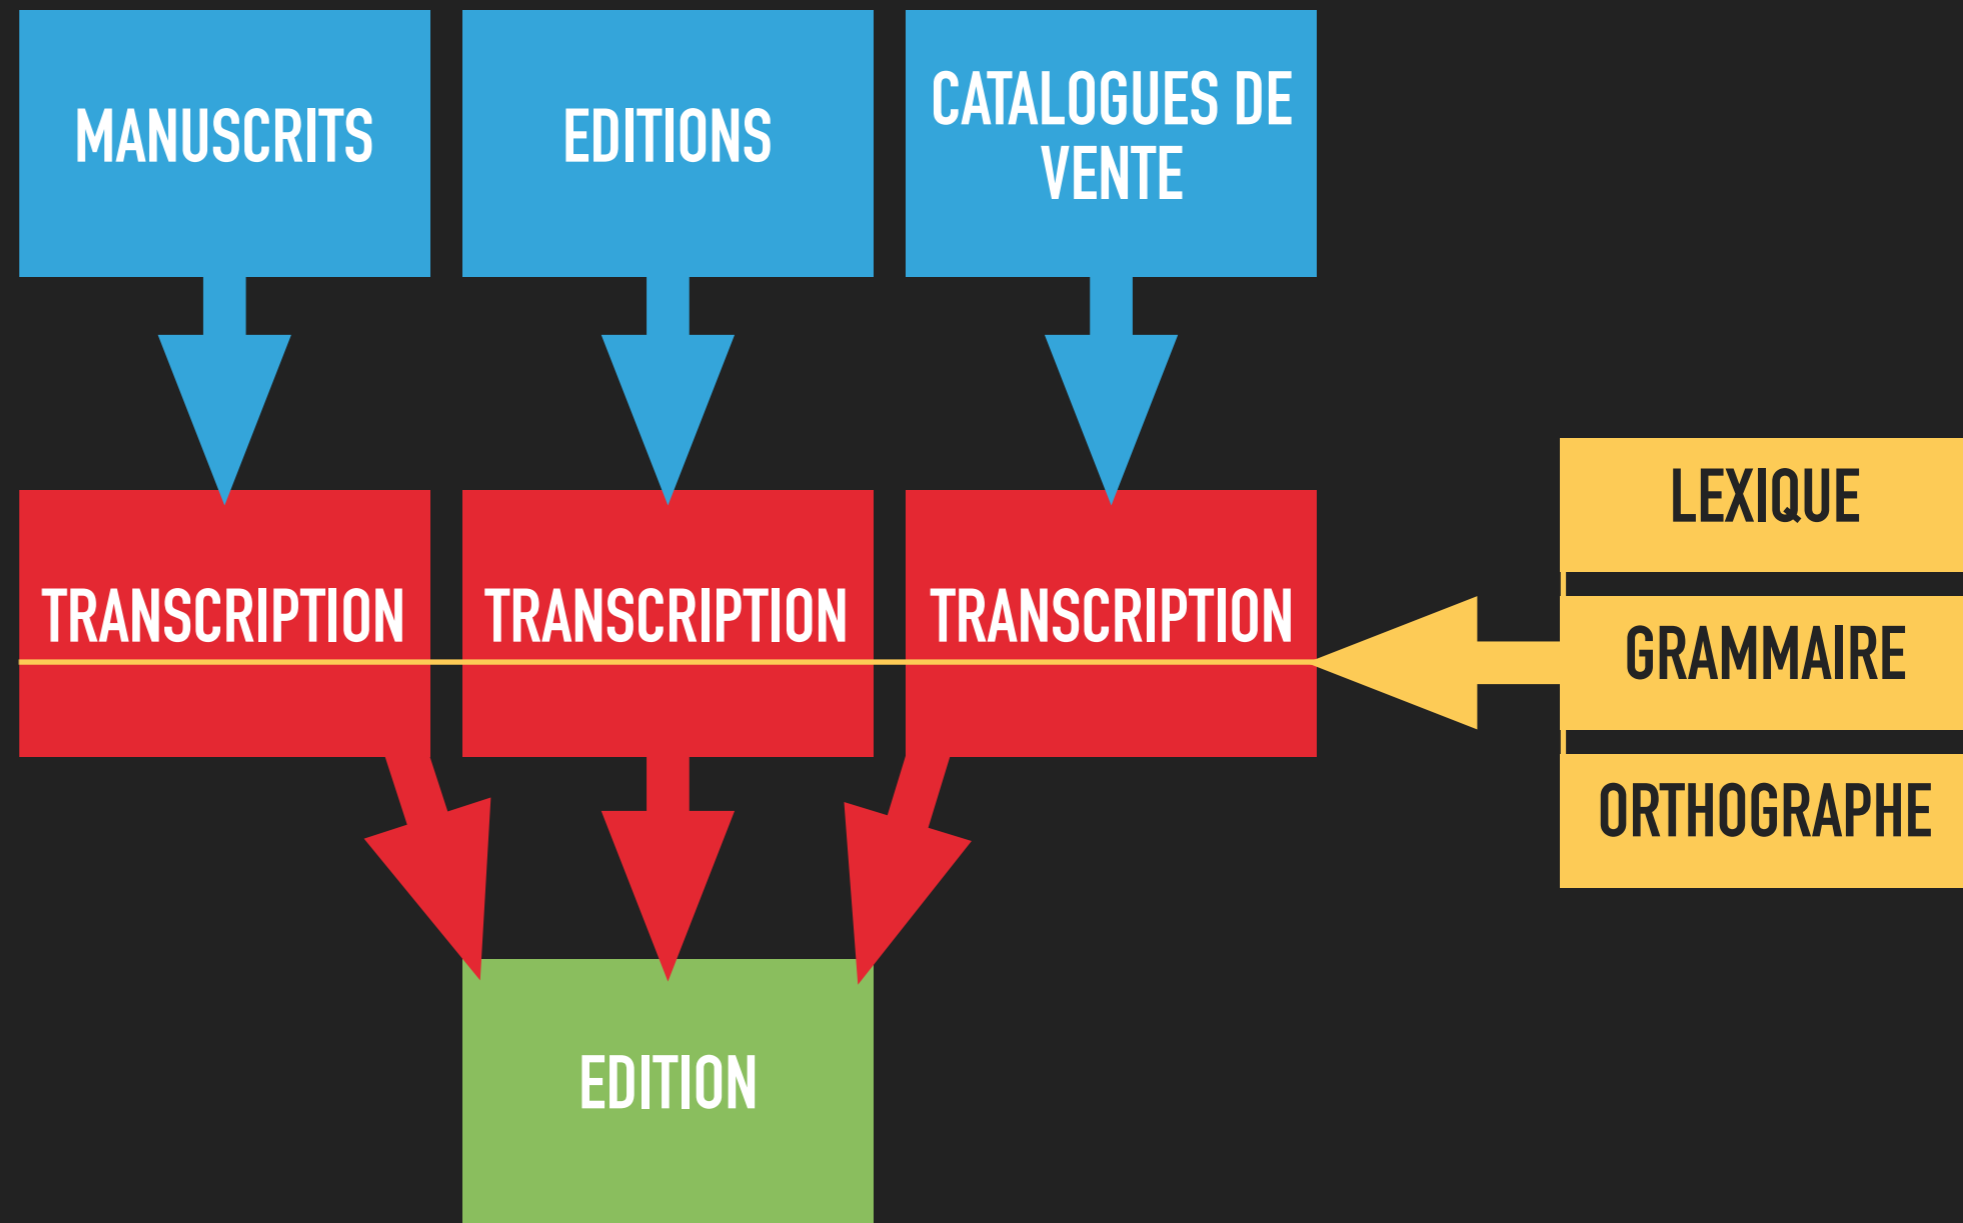 MANUSCRITS
EDITIONS
CATALOGUES DE
VENTE
TRANSCRIPTION
TRANSCRIPTION
TRANSCRIPTION
LEXIQUE
GRAMMAIRE
ORTHOGRAPHE
EDITION